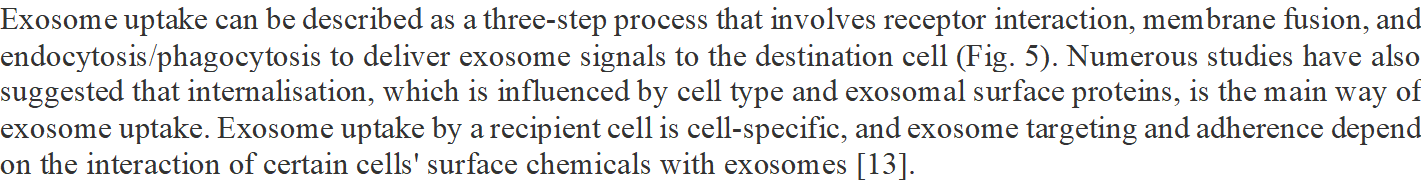 Exosome uptake can be described as a three-step process that involves receptor interaction, membrane fusion, and
endocytosis/phagocytosis to deliver exosome signals to the destination cell (Fig. 5). Numerous studies have also
suggested that internalisation, which is influenced by cell type and exosomal surface proteins, is the main way of
exosome uptake. Exosome uptake by a recipient cell is cell-specific, and exosome targeting and adherence depend
on the interaction of certain cells' surface chemicals with exosomes [13].